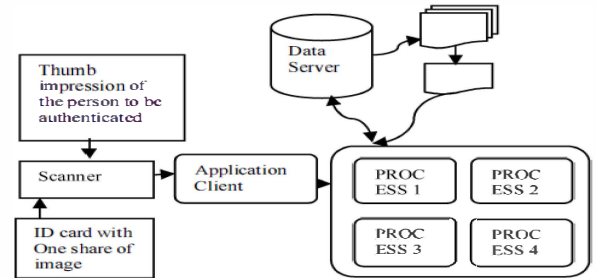 Thumb
impression of
the person to be
authenticated
Scanner
ID card with
One share of
image
Application
Client
Data
Server
PROC
ESS 1
PROC
ESS 2
PROC
ESS 3
PROC
ESS 4